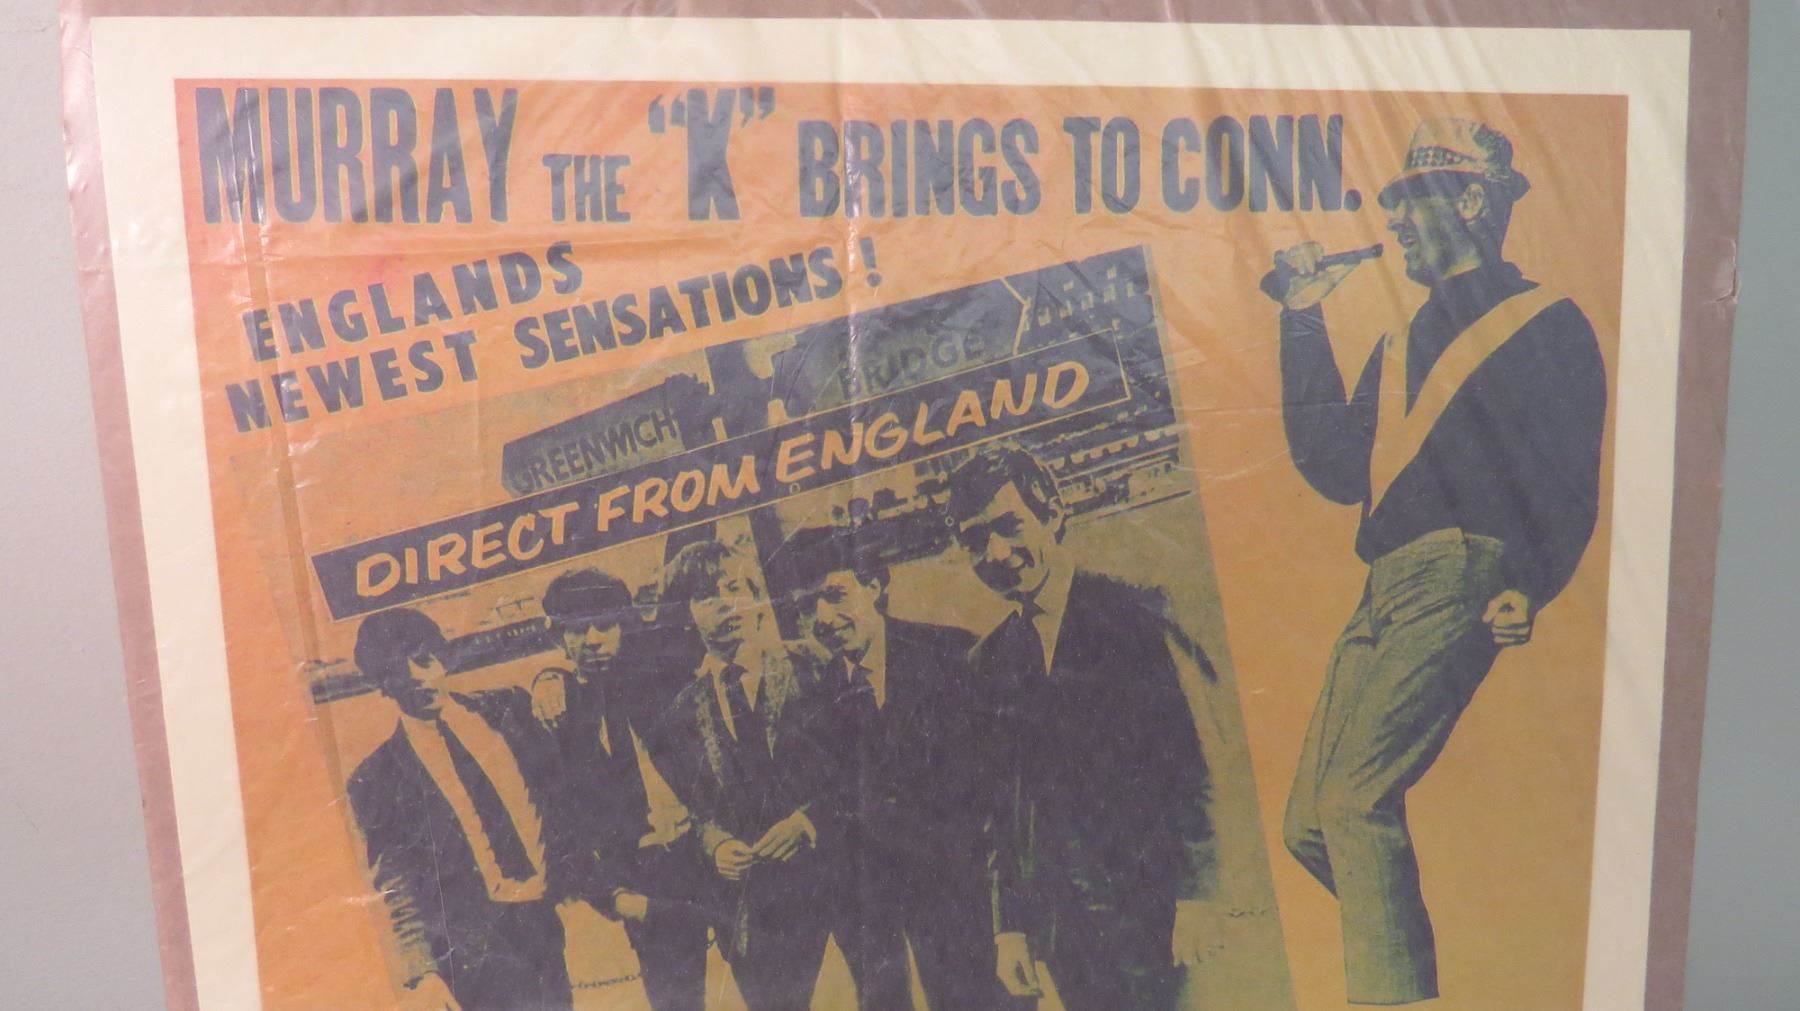 MURRAY THE "K" BRINGS TO CONN.
ENGLANDS
NEWEST SENSATIONS!
GREENWICH BRIDGE
DIRECT FROM ENGLAND